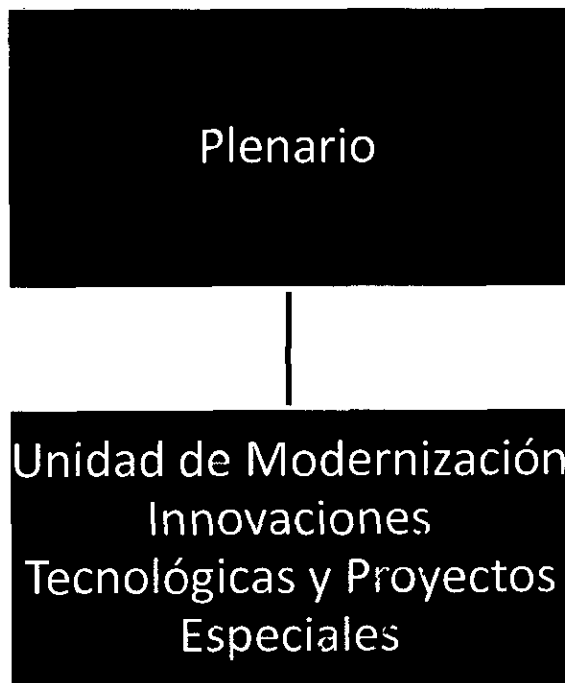 Plenario
Unidad de Modernización
Innovaciones
Tecnológicas y Proyectos
Especiales